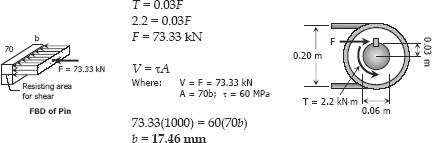 T = 0.03F
2.2 = 0.03F
F = 73.33 kN
V = τA
Where: V = F = 73.33 kN
A = 70b; τ = 60 MPa
73.33(1000) = 60(70b)
b = 17.46 mm
70
b
F = 73.33 kN
Resisting area
for shear
FBD of Pin
0.20 m
F
0.03 m
T = 2.2 kN·m
0.06 m